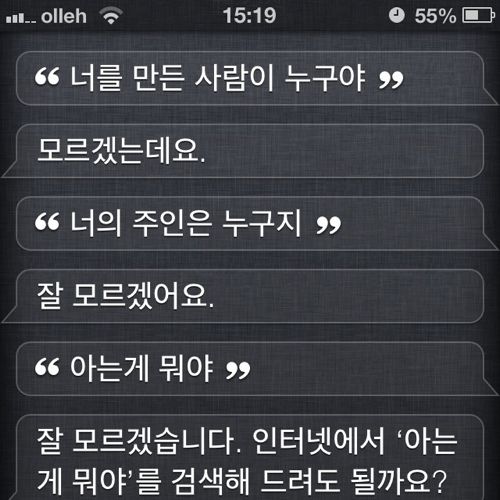 olleh 15:19 55%
“ 너를 만든 사람이 누구야 ”
모르겠는데요.
“ 너의 주인은 누구지 ”
잘 모르겠어요.
“ 아는게 뭐야 ”
잘 모르겠습니다. 인터넷에서 ‘아는
게 뭐야’를 검색해 드려도 될까요?